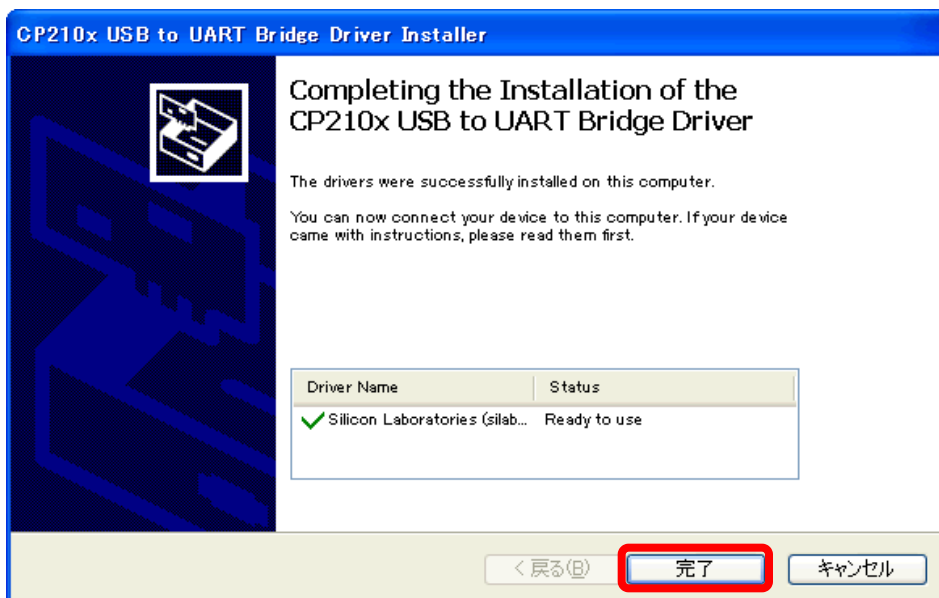 CP210x USB to UART Bridge Driver Installer
Completing the Installation of the
CP210x USB to UART Bridge Driver
The drivers were successfully installed on this computer.
You can now connect your device to this computer. If your device
came with instructions, please read them first.
Driver Name Status
Silicon Laboratories (silab... Ready to use
< 戻る(B) 完了 キャンセル